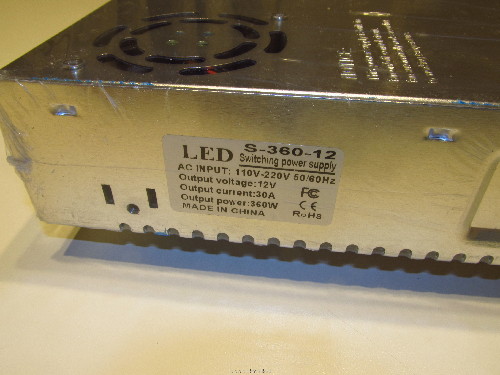 LED S-360-12
Switching power supply
AC INPUT: 110V-220V 50/60Hz
Output voltage:12V
Output current:30A
Output power:360W
MADE IN CHINA
FC
CE
RoHS